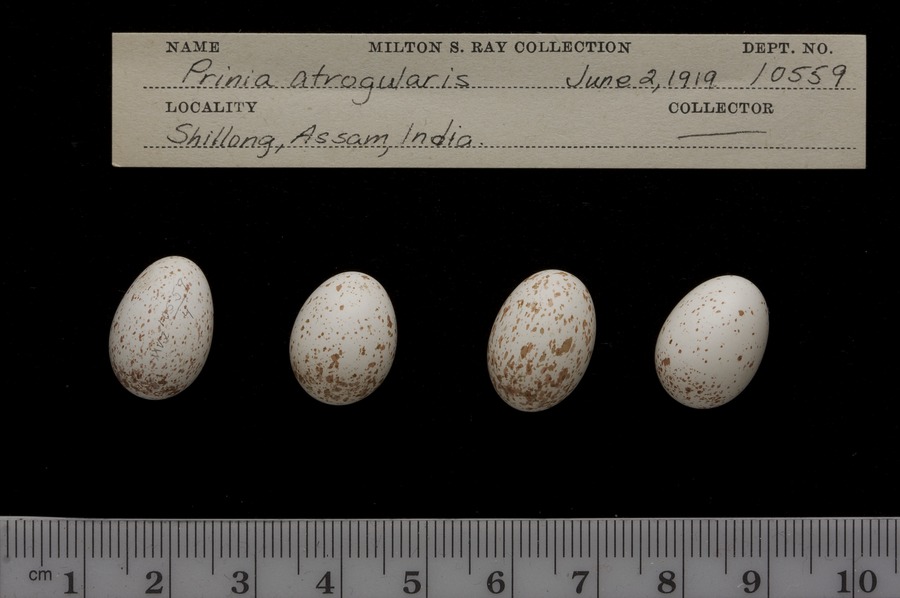 NAME MILTON S. RAY COLLECTION DEPT. NO.
Prinia atrogularis June 2, 1919 10559
LOCALITY COLLECTOR
Shillong, Assam, India.
cm 1 2 3 4 5 6 7 8 9 10